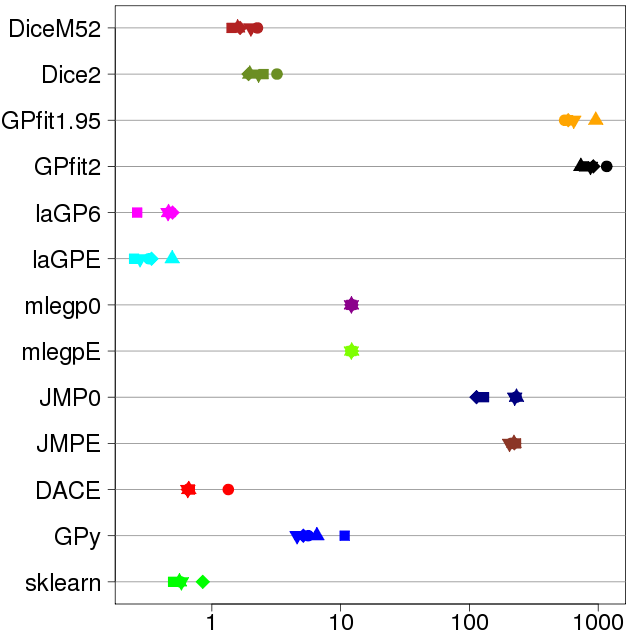 DiceM52
Dice2
GPfit1.95
GPfit2
laGP6
laGPE
mlegp0
mlegpE
JMP0
JMPE
DACE
GPy
sklearn
1 10 100 1000